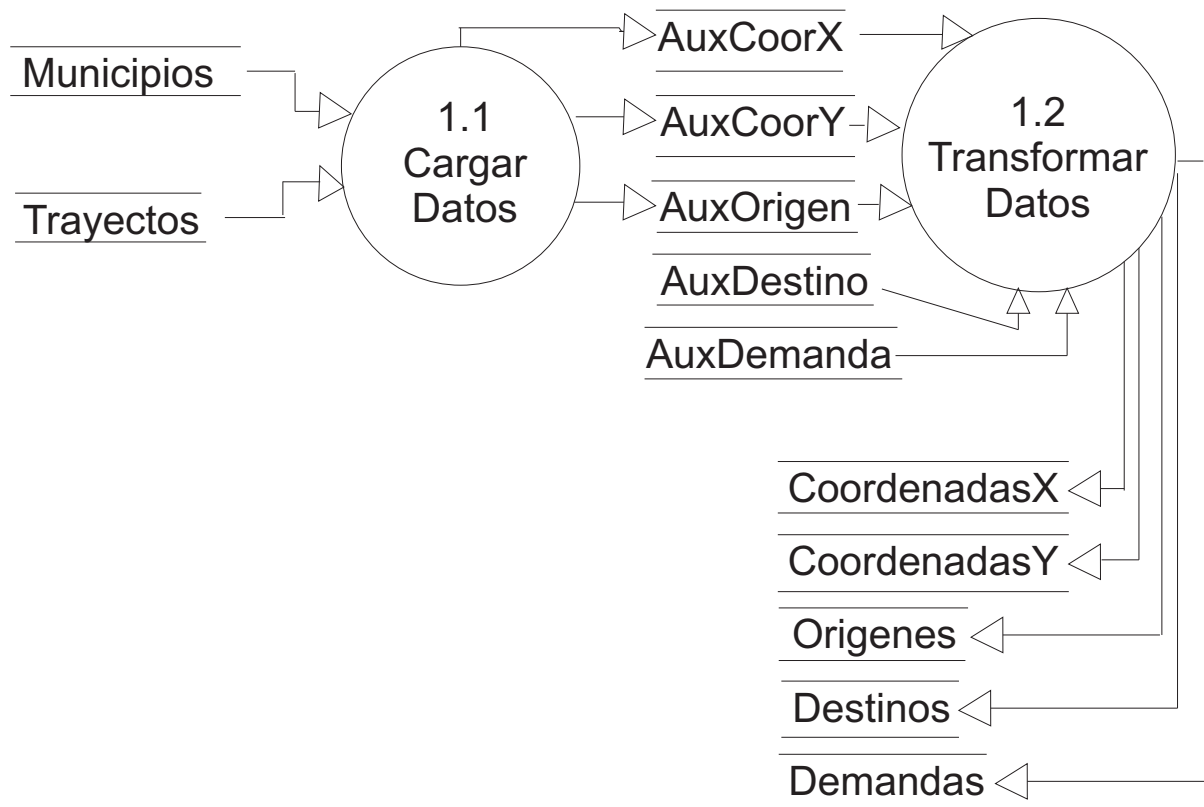 Municipios
Trayectos
1.1
Cargar
Datos
AuxCoorX
AuxCoorY
AuxOrigen
AuxDestino
AuxDemanda
1.2
Transformar
Datos
CoordenadasX
CoordenadasY
Origenes
Destinos
Demandas